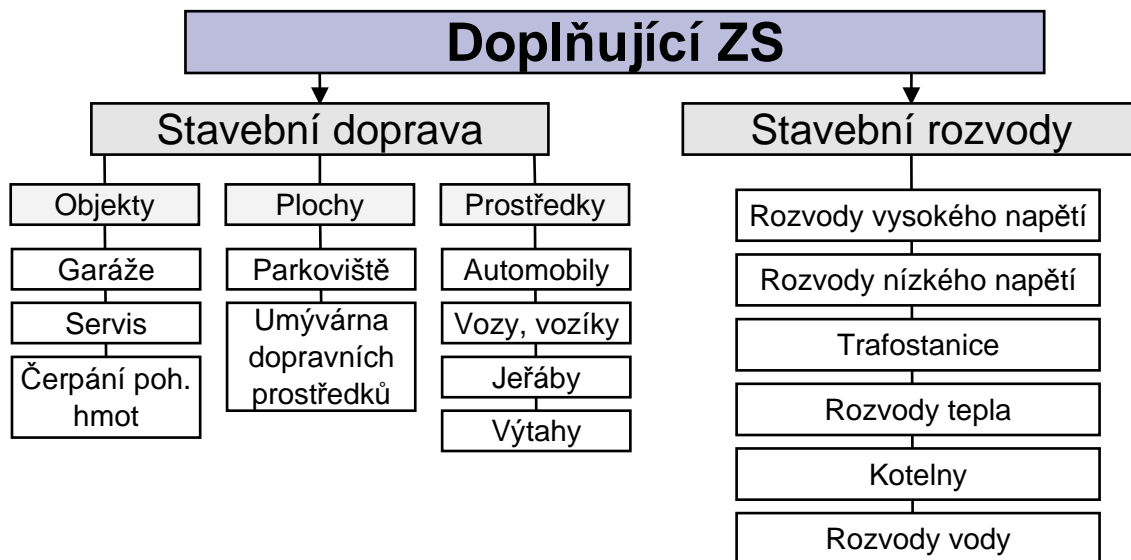 Doplňující ZS
Stavební doprava
Stavební rozvody
Objekty
Plochy
Prostředky
Garáže
Servis
Čerpání poh.
hmot
Parkoviště
Umývárna
dopravních
prostředků
Automobily
Vozy, vozíky
Jeřáby
Výtahy
Rozvody vysokého napětí
Rozvody nízkého napětí
Trafostanice
Rozvody tepla
Kotelny
Rozvody vody